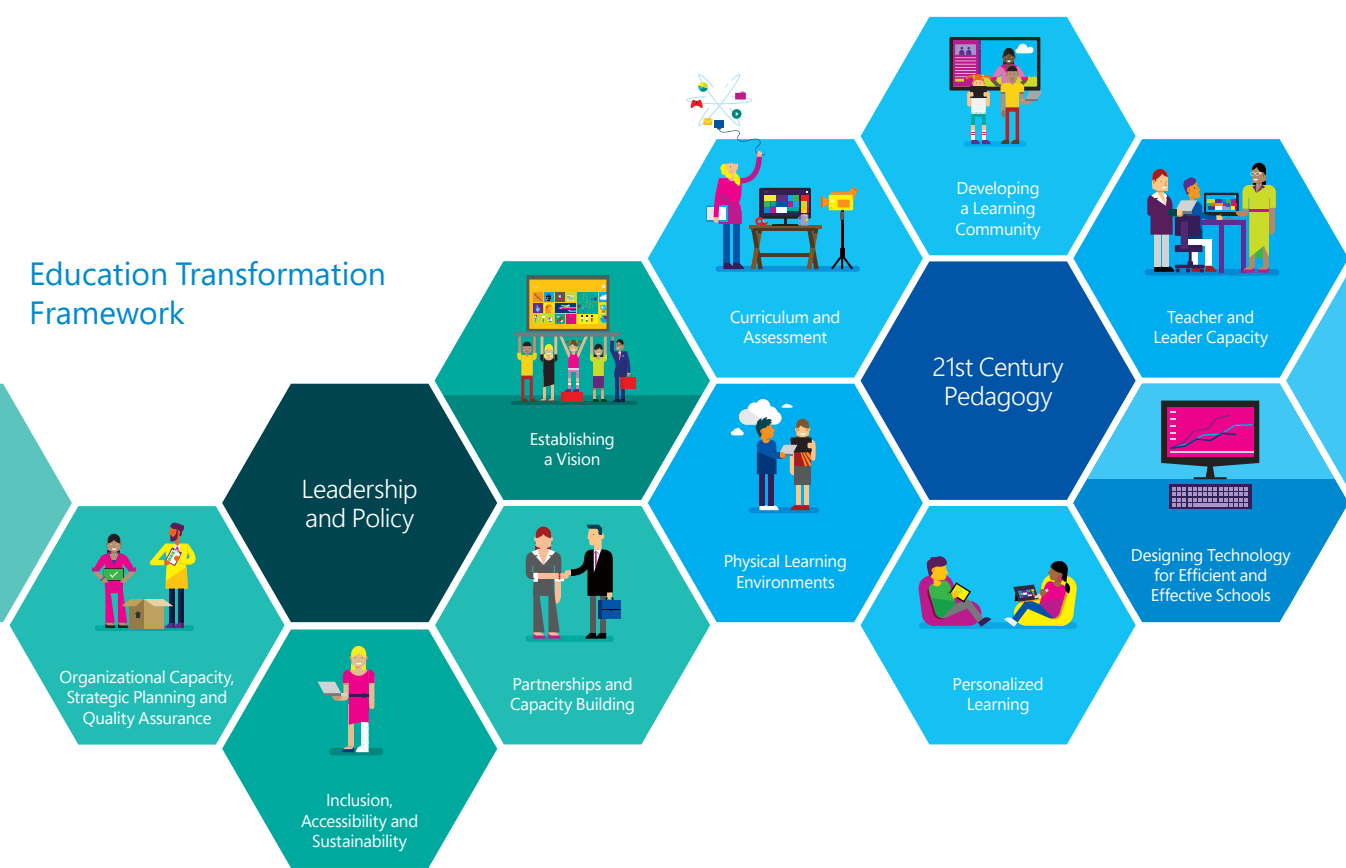 Education Transformation
Framework
Developing
a Learning
Community
Curriculum and
Assessment
Teacher and
Leader Capacity
21st Century
Pedagogy
Establishing
a Vision
Leadership
and Policy
Physical Learning
Environments
Designing Technology
for Efficient and
Effective Schools
Organizational Capacity,
Strategic Planning and
Quality Assurance
Partnerships and
Capacity Building
Personalized
Learning
Inclusion,
Accessibility and
Sustainability